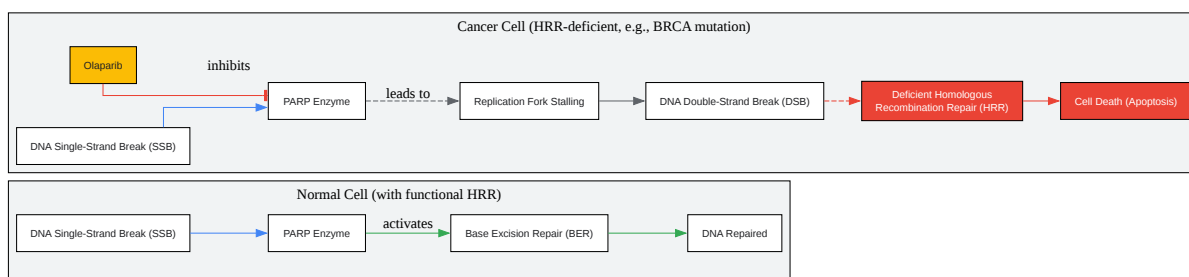 Cancer Cell (HRR-deficient, e.g., BRCA mutation)
Olaparib
inhibits
PARP Enzyme
leads to
Replication Fork Stalling
DNA Double-Strand Break (DSB)
Deficient Homologous
Recombination Repair (HRR)
Cell Death (Apoptosis)
DNA Single-Strand Break (SSB)
Normal Cell (with functional HRR)
DNA Single-Strand Break (SSB)
PARP Enzyme
activates
Base Excision Repair (BER)
DNA Repaired